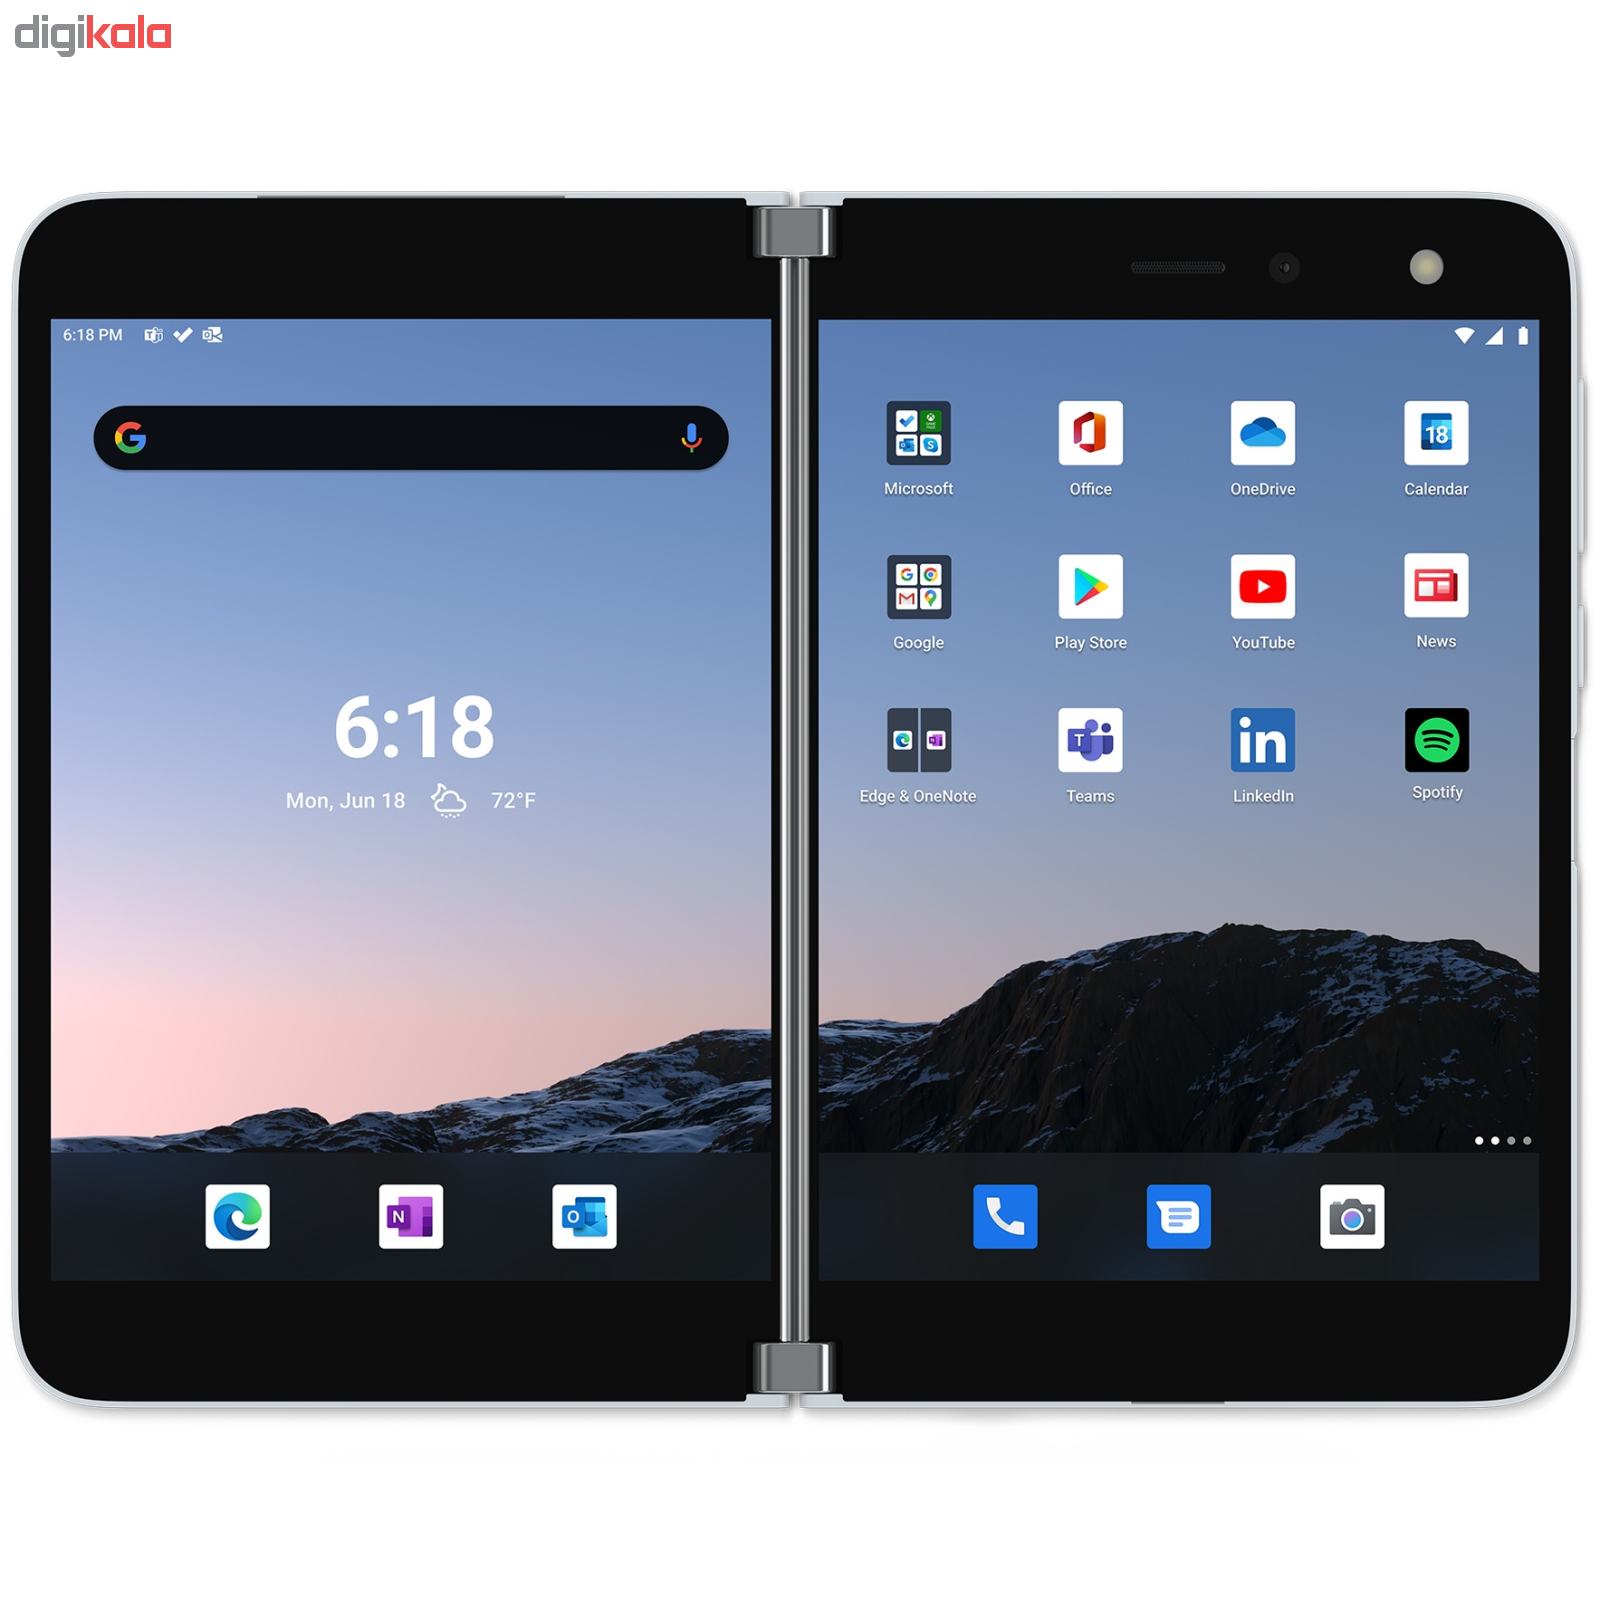 digikala
6:18 PM
6:18
Mon, Jun 18 72°F
Microsoft Office OneDrive Calendar
18
Google Play Store YouTube News
Edge & OneNote Teams LinkedIn Spotify
T
in
N
O